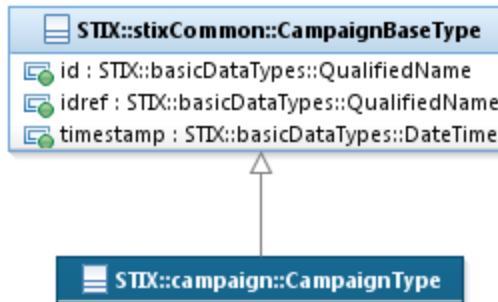 STIX::stixCommon::CampaignBaseType
id : STIX::basicDataTypes::QualifiedName
idref : STIX::basicDataTypes::QualifiedName
timestamp : STIX::basicDataTypes::DateTime
STIX::campaign::CampaignType